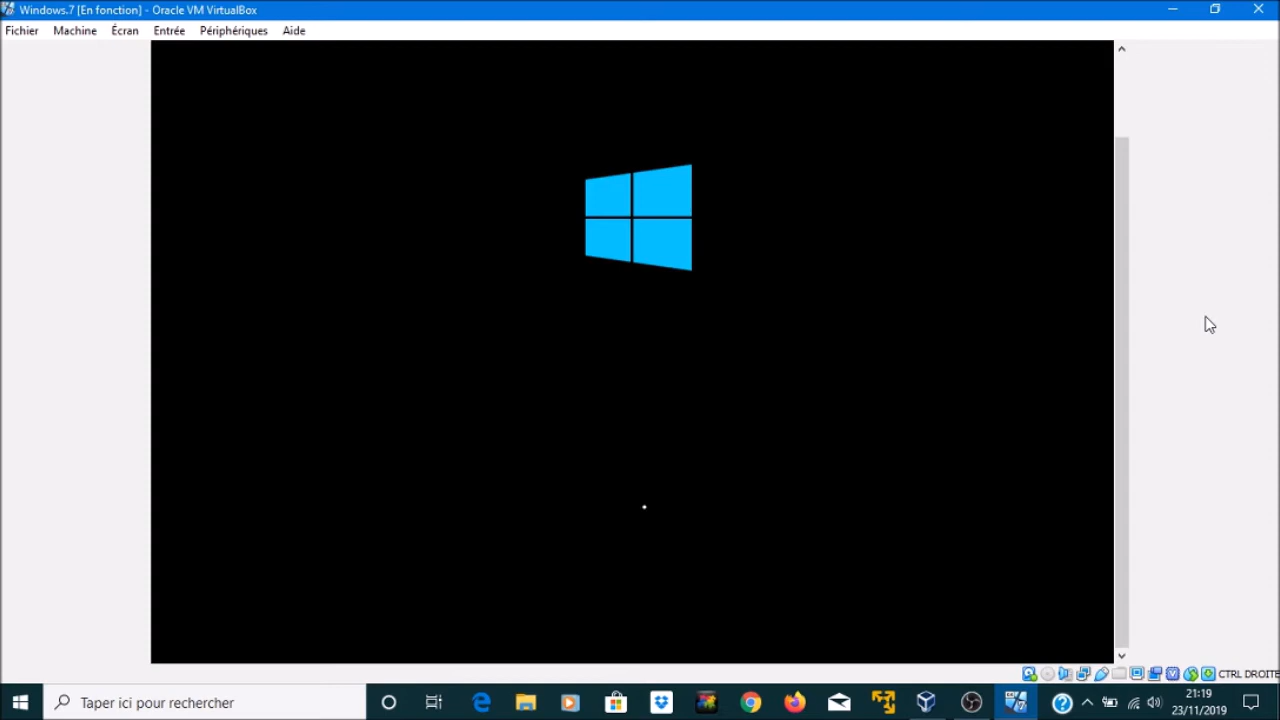 Windows.7 [En fonction] - Oracle VM VirtualBox
Fichier Machine Écran Entrée Périphériques Aide
CTRL DROITE
Taper ici pour rechercher
21:19
23/11/2019